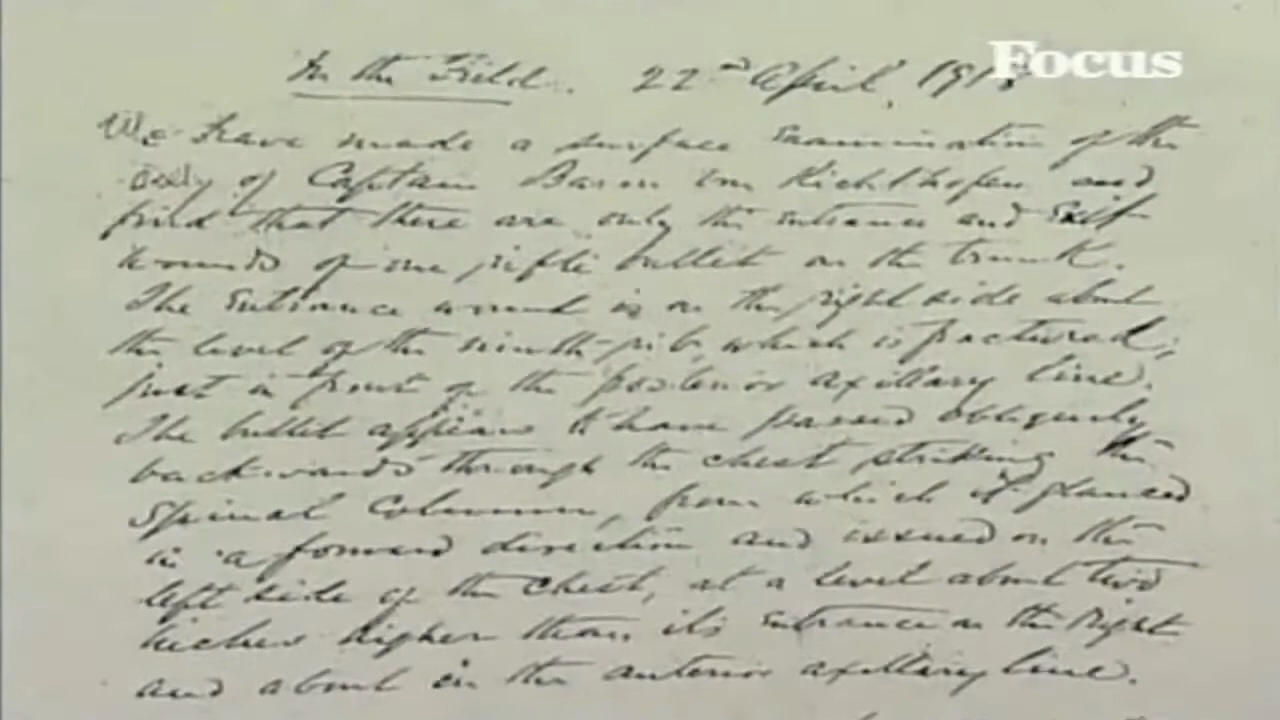 Focus
In the Field. 22nd April, 1918
We have made a surface examination of the
body of Captain Baron von Richthofen and
find that there are only the entrance and exit
wounds of one rifle bullet on the trunk.
The entrance wound is on the right side about
the level of the ninth rib, which is fractured,
just in front of the posterior axillary line.
The bullet appears to have passed obliquely
backwards through the chest striking the
spinal column, from which it glanced
in a forward direction and issued on the
left side of the chest, at a level about two
inches higher than its entrance on the right
and about in the anterior axillary line.